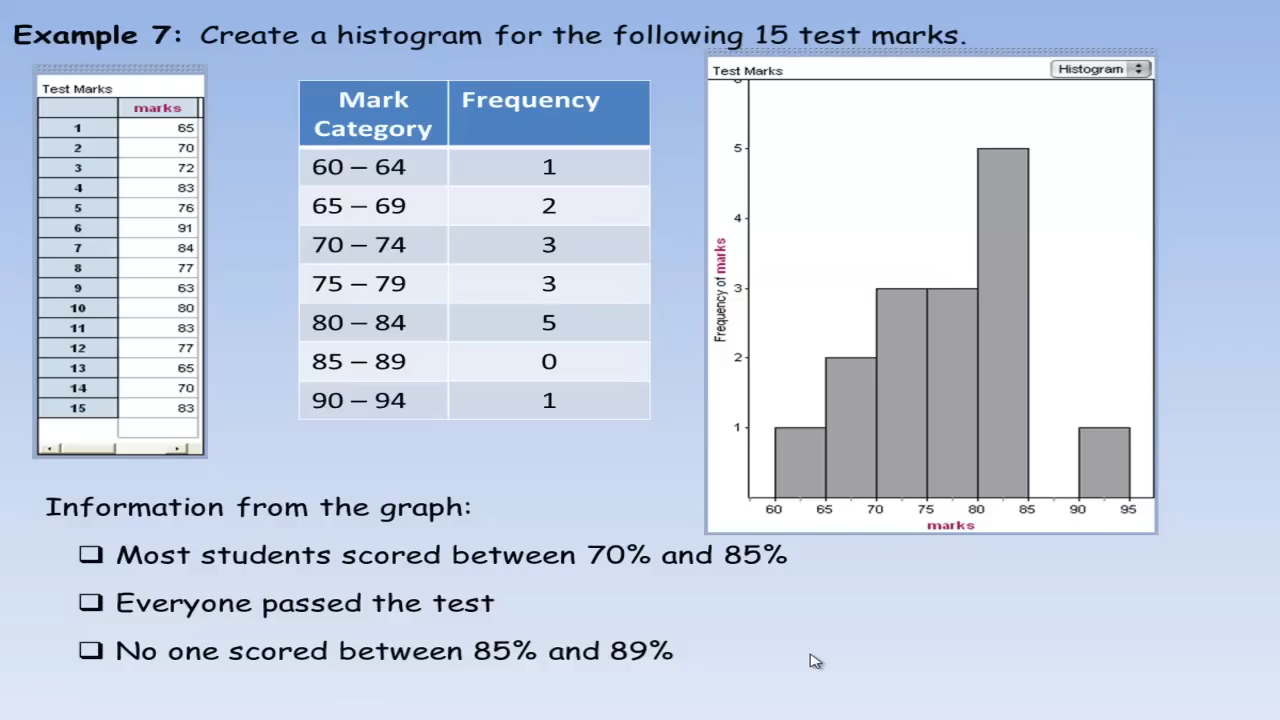 Example 7: Create a histogram for the following 15 test marks.
Test Marks
marks
1 65
2 70
3 72
4 83
5 76
6 91
7 84
8 77
9 63
10 80
11 83
12 77
13 65
14 70
15 83
Mark Category Frequency
60 – 64 1
65 – 69 2
70 – 74 3
75 – 79 3
80 – 84 5
85 – 89 0
90 – 94 1
Test Marks Histogram
Frequency of marks
6
5
4
3
2
1
60 65 70 75 80 85 90 95
marks
Information from the graph:
❑ Most students scored between 70% and 85%
❑ Everyone passed the test
❑ No one scored between 85% and 89%